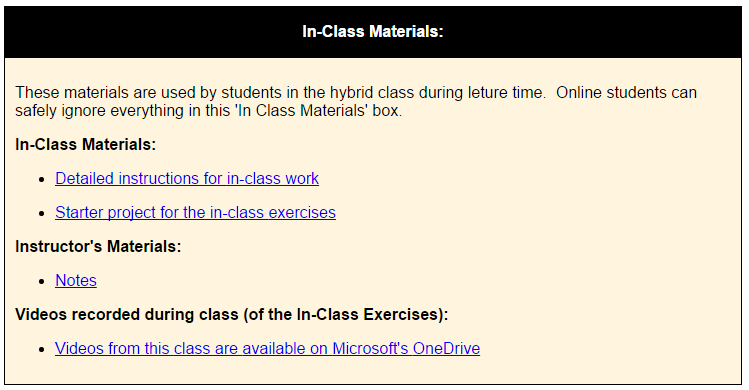 In-Class Materials:
These materials are used by students in the hybrid class during leture time.  Online students can
safely ignore everything in this 'In Class Materials' box.
In-Class Materials:
• Detailed instructions for in-class work
• Starter project for the in-class exercises
Instructor's Materials:
• Notes
Videos recorded during class (of the In-Class Exercises):
• Videos from this class are available on Microsoft's OneDrive